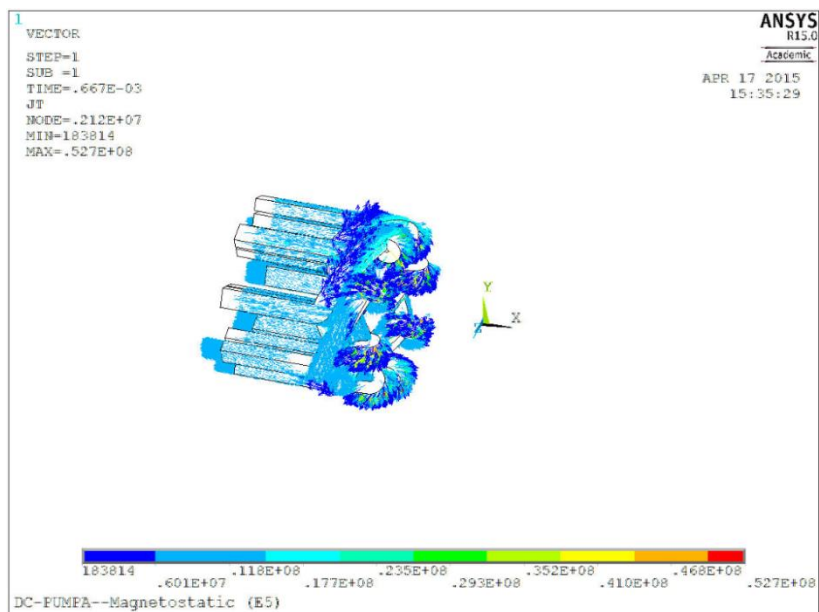 1
VECTOR
STEP=1
SUB =1
TIME=.667E-03
JT
NODE=.212E+07
MIN=183814
MAX=.527E+08
ANSYS
R15.0
Academic
APR 17 2015
15:35:29
Y
X
183814 .601E+07 .118E+08 .177E+08 .235E+08 .293E+08 .352E+08 .410E+08 .468E+08 .527E+08
DC-PUMPA--Magnetostatic (E5)